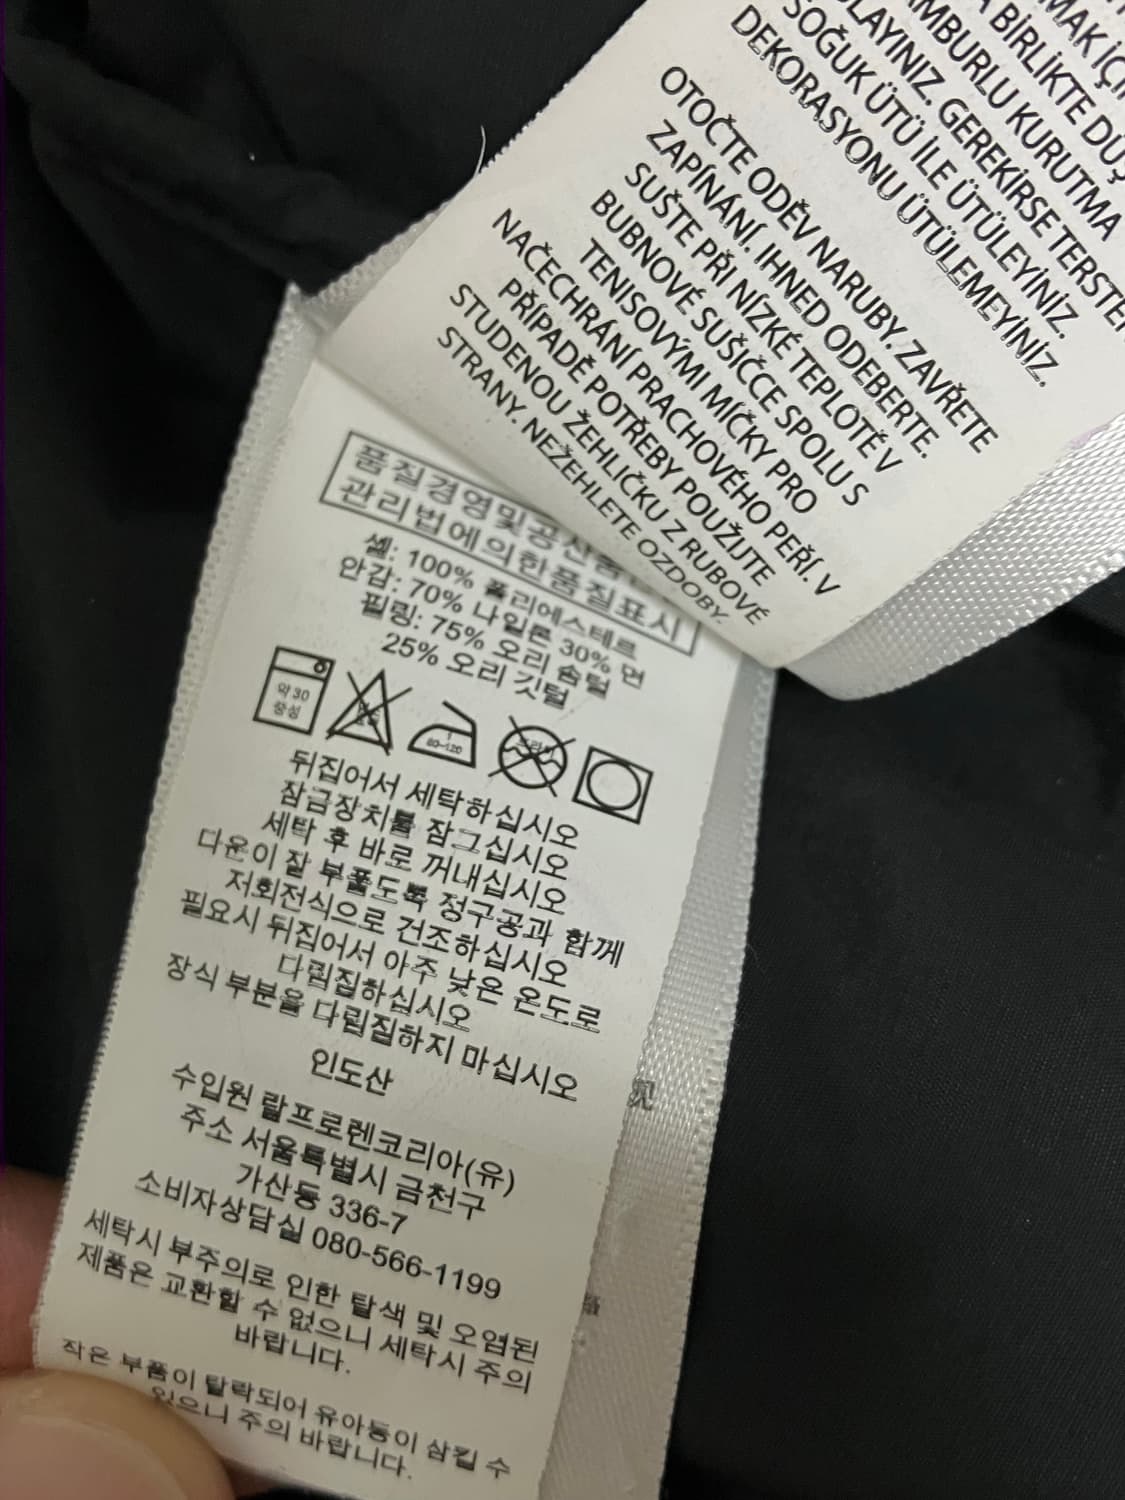 MAK İÇİN
A BİRLİKTE DÜŞ
AMBURLU KURUTMA
LAYINIZ. GEREKİRSE TERSTEN
SOĞUK ÜTÜ İLE ÜTÜLEYİNİZ.
DEKORASYONU ÜTÜLEMEYİNİZ.
OTOČTE ODĚV NARUBY. ZAVŘETE
ZAPÍNÁNÍ. IHNED ODEBERTE.
SUŠTE PŘI NÍZKÉ TEPLOTĚ V
BUBNOVÉ SUŠIČCE SPOLU S
TENISOVÝMI MÍČKY PRO
NAČECHRÁNÍ PRACHOVÉHO PEŘÍ. V
PŘÍPADĚ POTŘEBY POUŽIJTE
STUDENOU ŽEHLIČKU Z RUBOVÉ
STRANY. NEŽEHLETE OZDOBY.
품질경영및공산품
관리법에의한품질표시
쉘: 100% 폴리에스테르
안감: 70% 나일론 30% 면
필링: 75% 오리 솜털
25% 오리 깃털
약30
중성
80-120
뒤집어서 세탁하십시오
잠금장치를 잠그십시오
세탁 후 바로 꺼내십시오
다운이 잘 부풀도록 정구공과 함께
저회전식으로 건조하십시오
필요시 뒤집어서 아주 낮은 온도로
다림질하십시오
장식 부분을 다림질하지 마십시오
인도산
수입원 랄프로렌코리아(유)
주소 서울특별시 금천구
가산동 336-7
소비자상담실 080-566-1199
세탁시 부주의로 인한 탈색 및 오염된
제품은 교환할 수 없으니 세탁시 주의
바랍니다.
작은 부품이 탈락되어 유아동이 삼킬 수
있으니 주의 바랍니다.